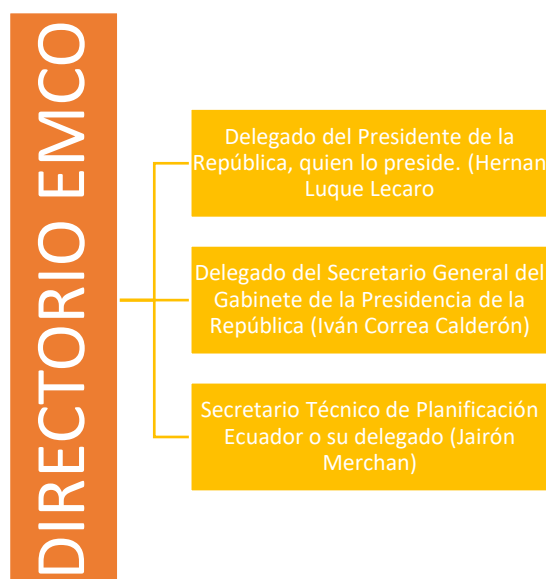 DIRECTORIO EMCO
Delegado del Presidente de la
República, quien lo preside. (Hernan
Luque Lecaro
Delegado del Secretario General del
Gabinete de la Presidencia de la
República (Iván Correa Calderón)
Secretario Técnico de Planificación
Ecuador o su delegado (Jairón
Merchan)